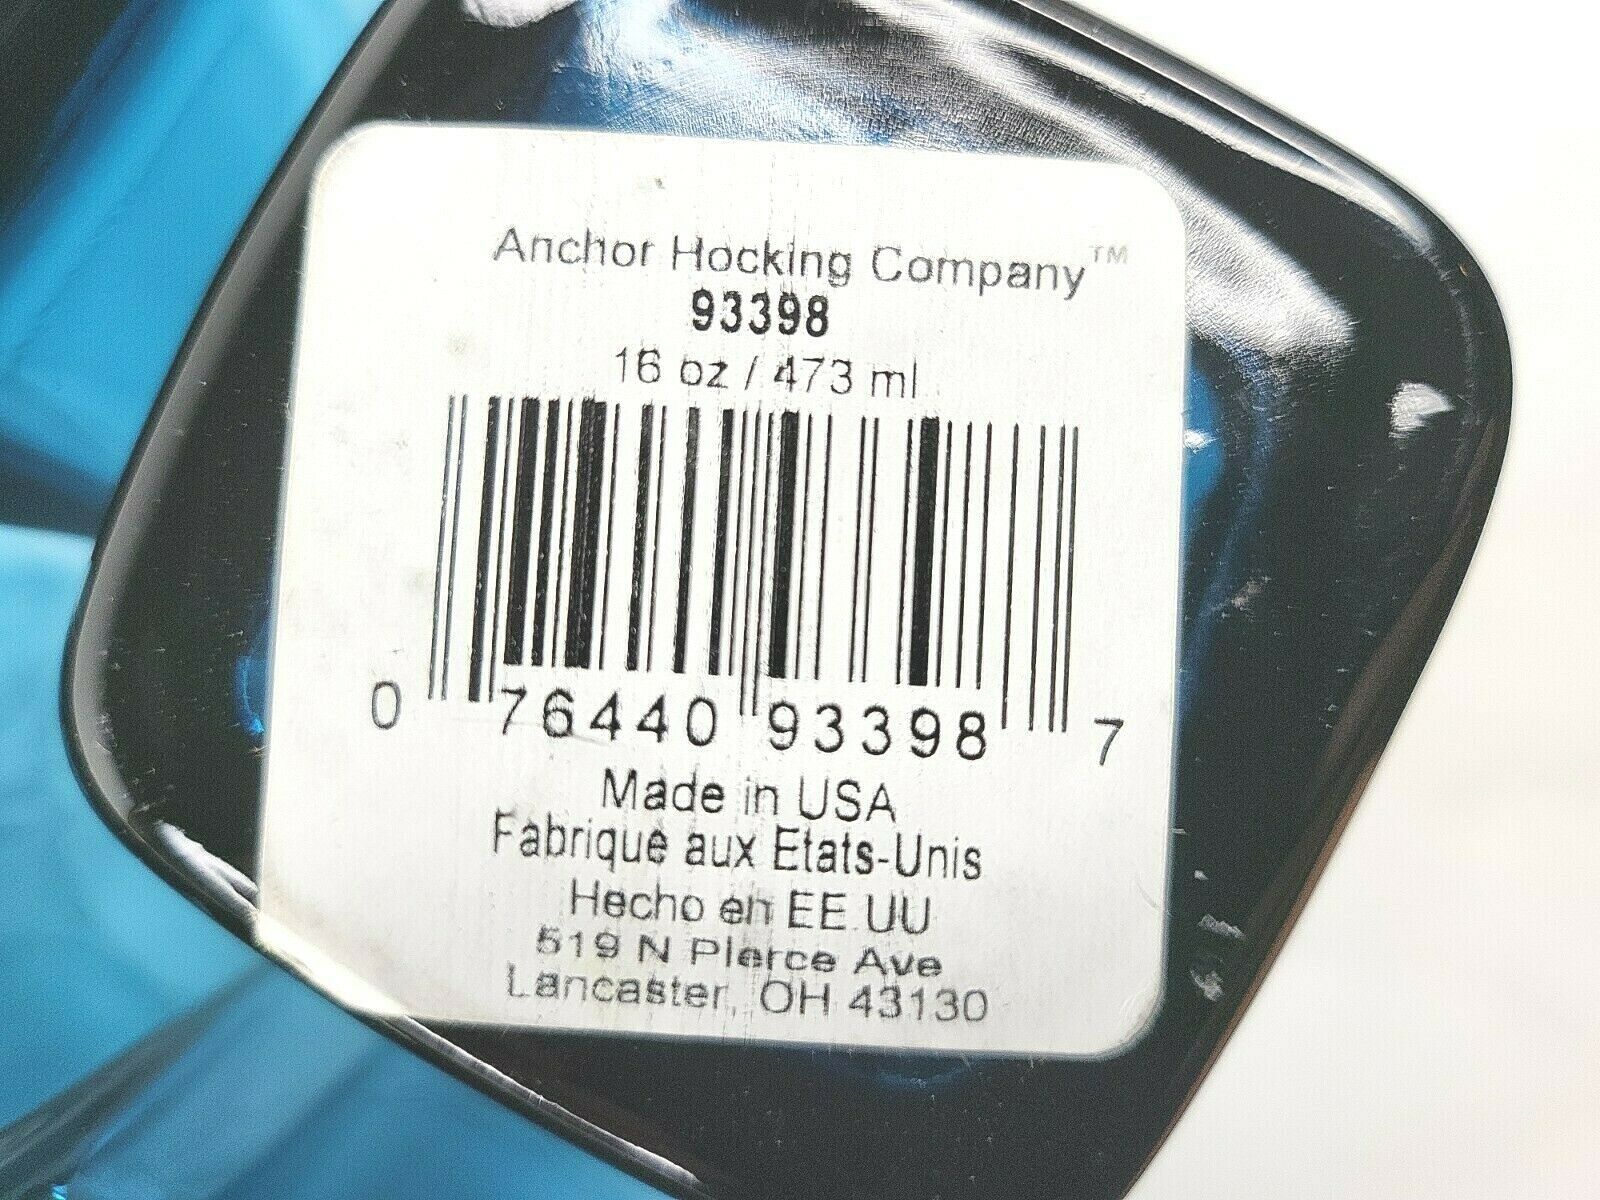 Anchor Hocking Company™
93398
16 oz / 473 ml
0 76440 93398 7
Made in USA
Fabriqué aux Etats-Unis
Hecho en EE.UU
519 N Pierce Ave
Lancaster, OH 43130